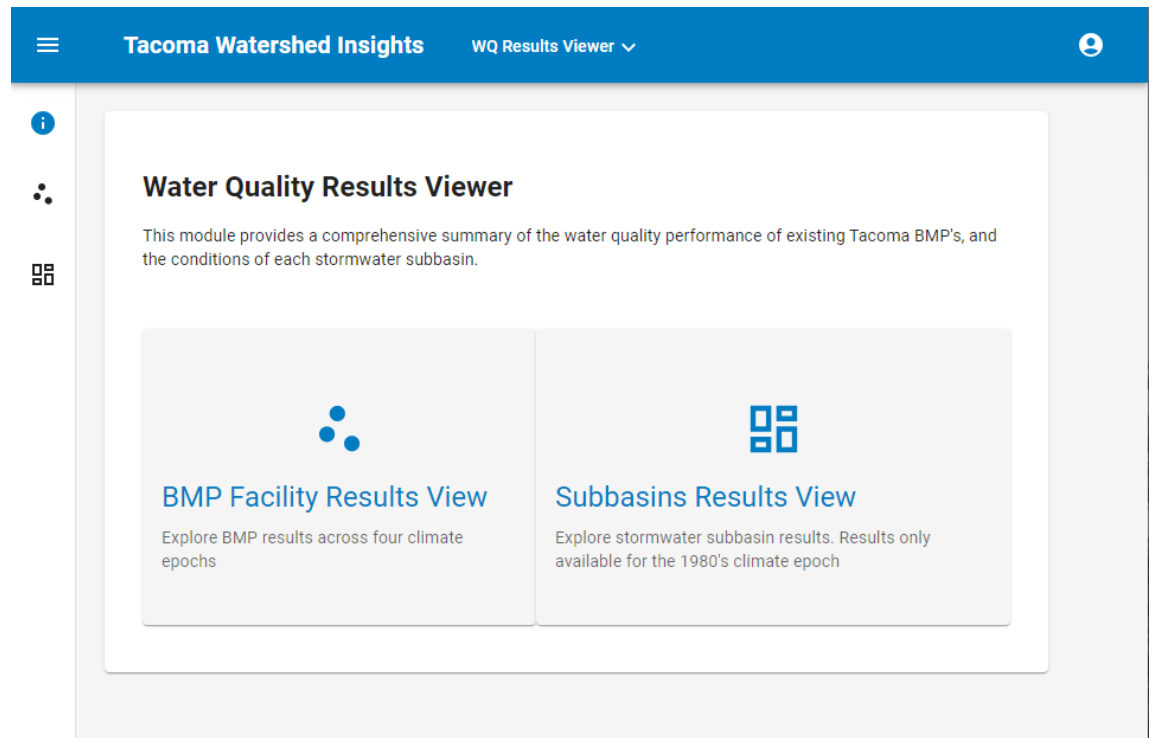 Tacoma Watershed Insights
WQ Results Viewer
Water Quality Results Viewer
This module provides a comprehensive summary of the water quality performance of existing Tacoma BMP's, and
the conditions of each stormwater subbasin.
BMP Facility Results View
Explore BMP results across four climate
epochs
Subbasins Results View
Explore stormwater subbasin results. Results only
available for the 1980's climate epoch